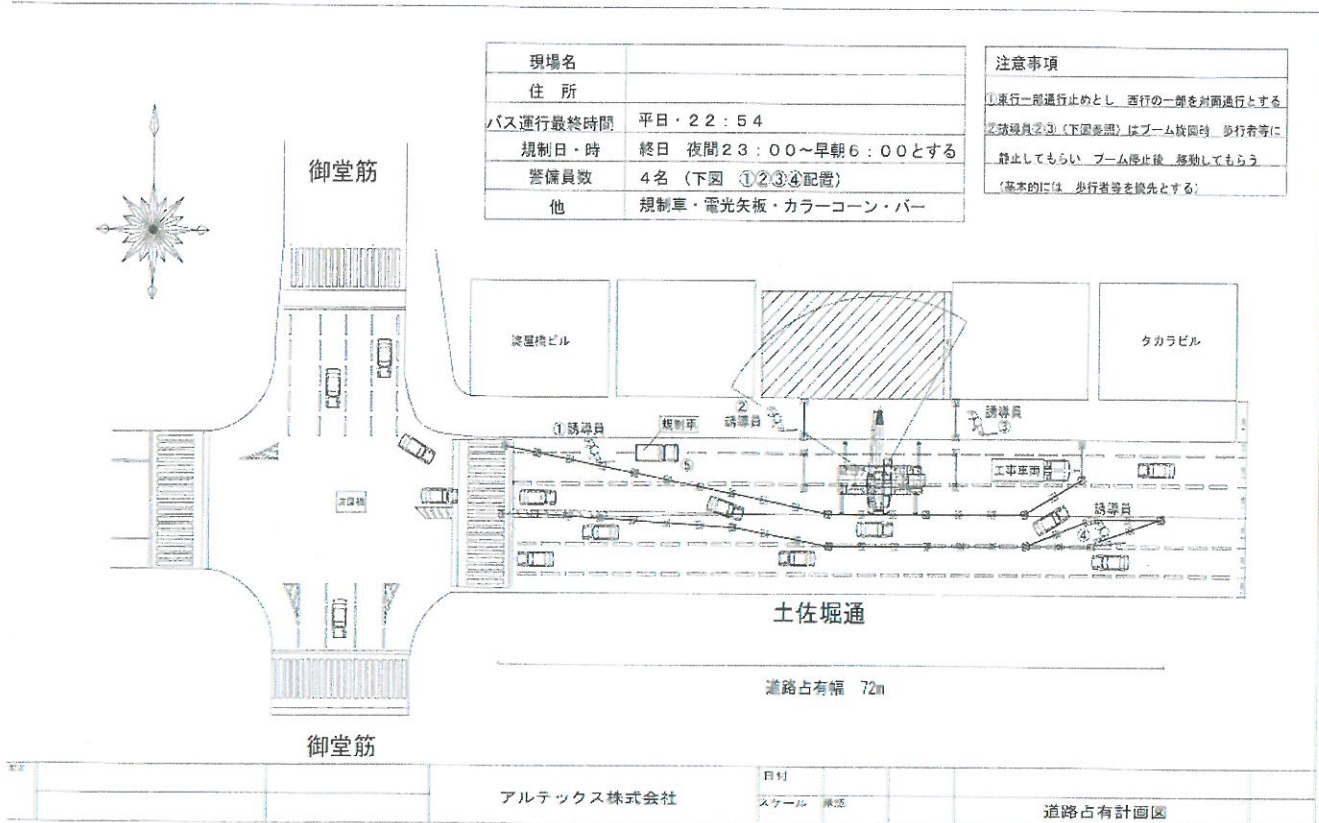 現場名
住 所
バス運行最終時間 平日・22:54
規制日・時 終日 夜間23:00～早朝6:00とする
警備員数 4名 (下図 ①②③④配置)
他 規制車・電光矢板・カラーコーン・バー
注意事項
①東行一部通行止めとし 西行の一部を対面通行とする
②誘導員②③(下図参照)はブーム旋回時 歩行者等に
静止してもらい ブーム停止後 移動してもらう
(基本的には 歩行者等を優先とする)
御堂筋
淀屋橋ビル
タカラビル
①誘導員
規制車
⑤
②
誘導員
誘導員
③
工事車両
誘導員
④
淀屋橋
土佐堀通
道路占有幅 72m
御堂筋
アルテックス株式会社
日付
スケール
道路占有計画図